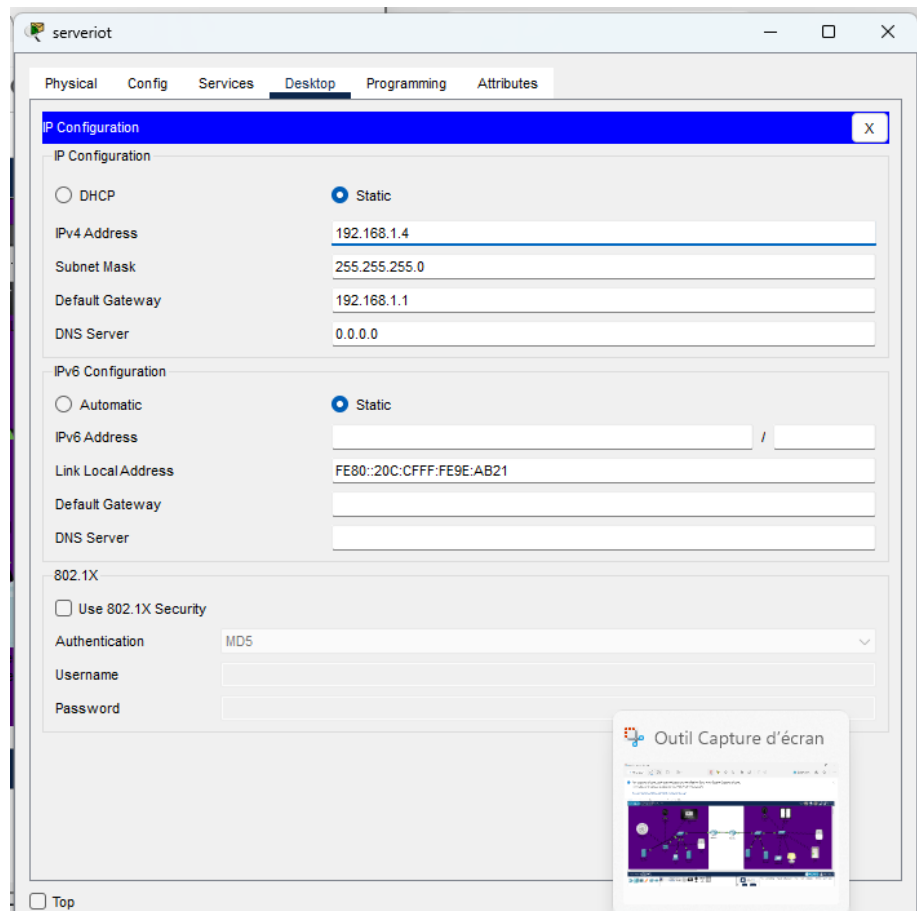 serveriot
Physical Config Services Desktop Programming Attributes
IP Configuration X
IP Configuration
DHCP Static
IPv4 Address 192.168.1.4
Subnet Mask 255.255.255.0
Default Gateway 192.168.1.1
DNS Server 0.0.0.0
IPv6 Configuration
Automatic Static
IPv6 Address /
Link Local Address FE80::20C:CFFF:FE9E:AB21
Default Gateway
DNS Server
802.1X
Use 802.1X Security
Authentication MD5
Username
Password
Outil Capture d'écran
Top